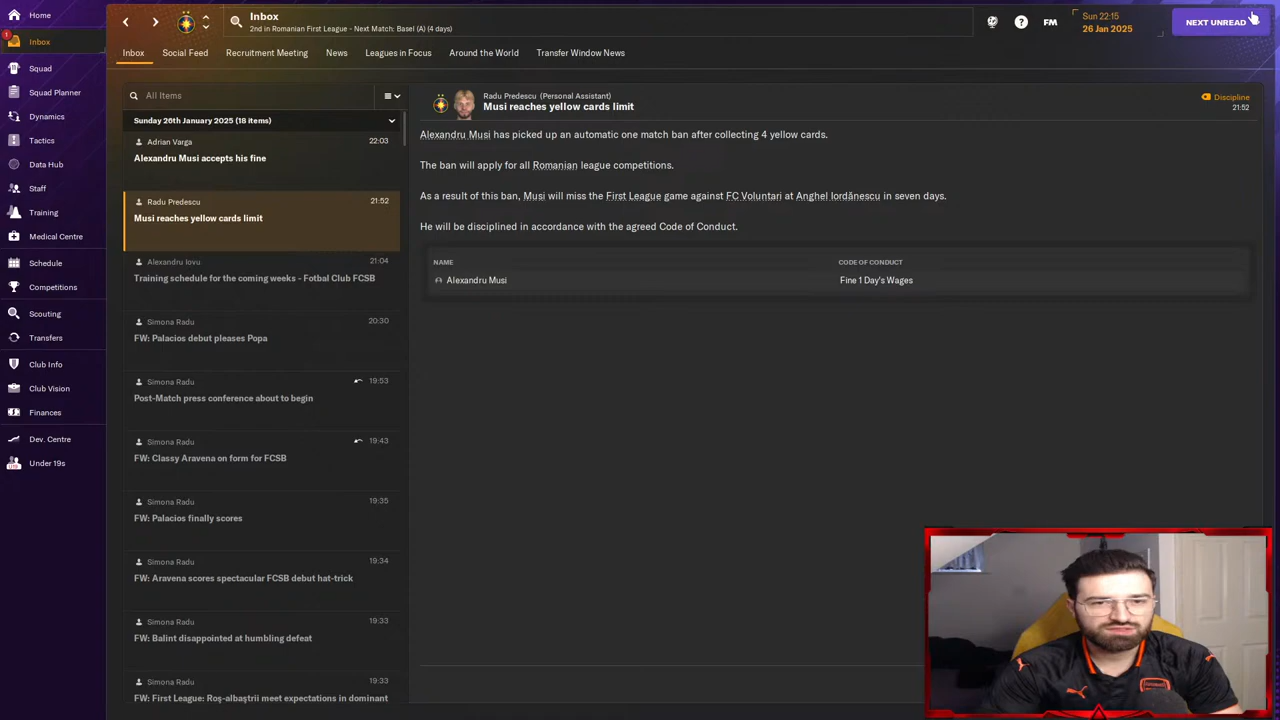 Home
Inbox
1
Squad
Squad Planner
Dynamics
Tactics
Data Hub
Staff
Training
Medical Centre
Schedule
Competitions
Scouting
Transfers
Club Info
Club Vision
Finances
Dev. Centre
Under 19s
Inbox
2nd in Romanian First League - Next Match: Basel (A) (4 days)
FM
Sun 22:15
26 Jan 2025
NEXT UNREAD
Inbox
Social Feed
Recruitment Meeting
News
Leagues in Focus
Around the World
Transfer Window News
All Items
Sunday 26th January 2025 (18 items)
Adrian Varga 22:03
Alexandru Musi accepts his fine
Radu Predescu 21:52
Musi reaches yellow cards limit
Alexandru Iovu 21:04
Training schedule for the coming weeks - Fotbal Club FCSB
Simona Radu 20:30
FW: Palacios debut pleases Popa
Simona Radu 19:53
Post-Match press conference about to begin
Simona Radu 19:43
FW: Classy Aravena on form for FCSB
Simona Radu 19:35
FW: Palacios finally scores
Simona Radu 19:34
FW: Aravena scores spectacular FCSB debut hat-trick
Simona Radu 19:33
FW: Balint disappointed at humbling defeat
Simona Radu 19:33
FW: First League: Roș-albaștrii meet expectations in dominant
Radu Predescu (Personal Assistant)
Musi reaches yellow cards limit
Discipline
21:52
Alexandru Musi has picked up an automatic one match ban after collecting 4 yellow cards.
The ban will apply for all Romanian league competitions.
As a result of this ban, Musi will miss the First League game against FC Voluntari at Anghel Iordănescu in seven days.
He will be disciplined in accordance with the agreed Code of Conduct.
NAME CODE OF CONDUCT
Alexandru Musi Fine 1 Day's Wages